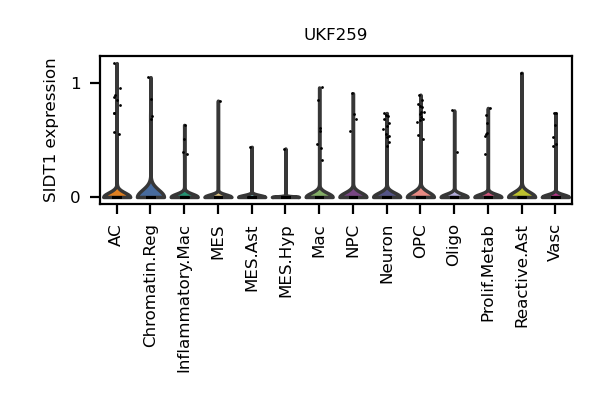 UKF259
SIDT1 expression
1
0
AC
Chromatin.Reg
Inflammatory.Mac
MES
MES.Ast
MES.Hyp
Mac
NPC
Neuron
OPC
Oligo
Prolif.Metab
Reactive.Ast
Vasc